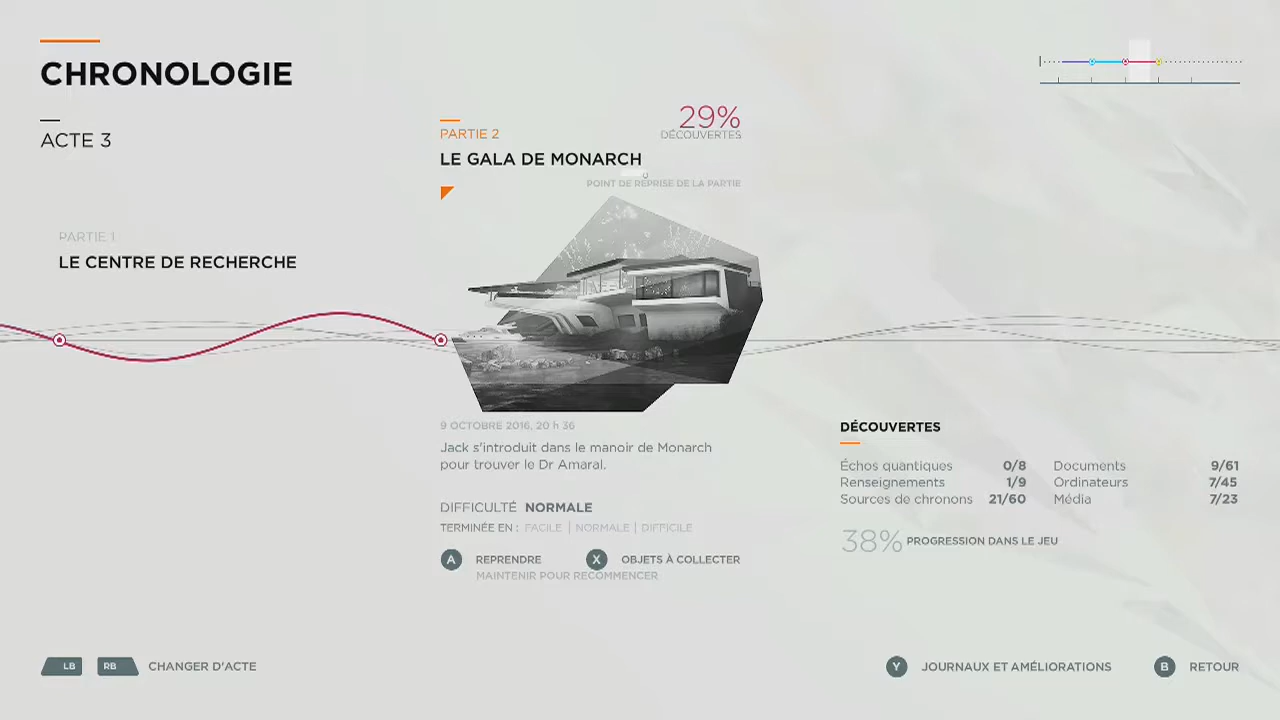 CHRONOLOGIE
ACTE 3
PARTIE 1
LE CENTRE DE RECHERCHE
PARTIE 2
29%
DÉCOUVERTES
LE GALA DE MONARCH
POINT DE REPRISE DE LA PARTIE
9 OCTOBRE 2016, 20 h 36
Jack s'introduit dans le manoir de Monarch
pour trouver le Dr Amaral.
DIFFICULTÉ NORMALE
TERMINÉE EN : FACILE | NORMALE | DIFFICILE
A REPRENDRE X OBJETS À COLLECTER
MAINTENIR POUR RECOMMENCER
DÉCOUVERTES
Échos quantiques 0/8 Documents 9/61
Renseignements 1/9 Ordinateurs 7/45
Sources de chronons 21/60 Média 7/23
38% PROGRESSION DANS LE JEU
LB RB CHANGER D'ACTE
Y JOURNAUX ET AMÉLIORATIONS B RETOUR